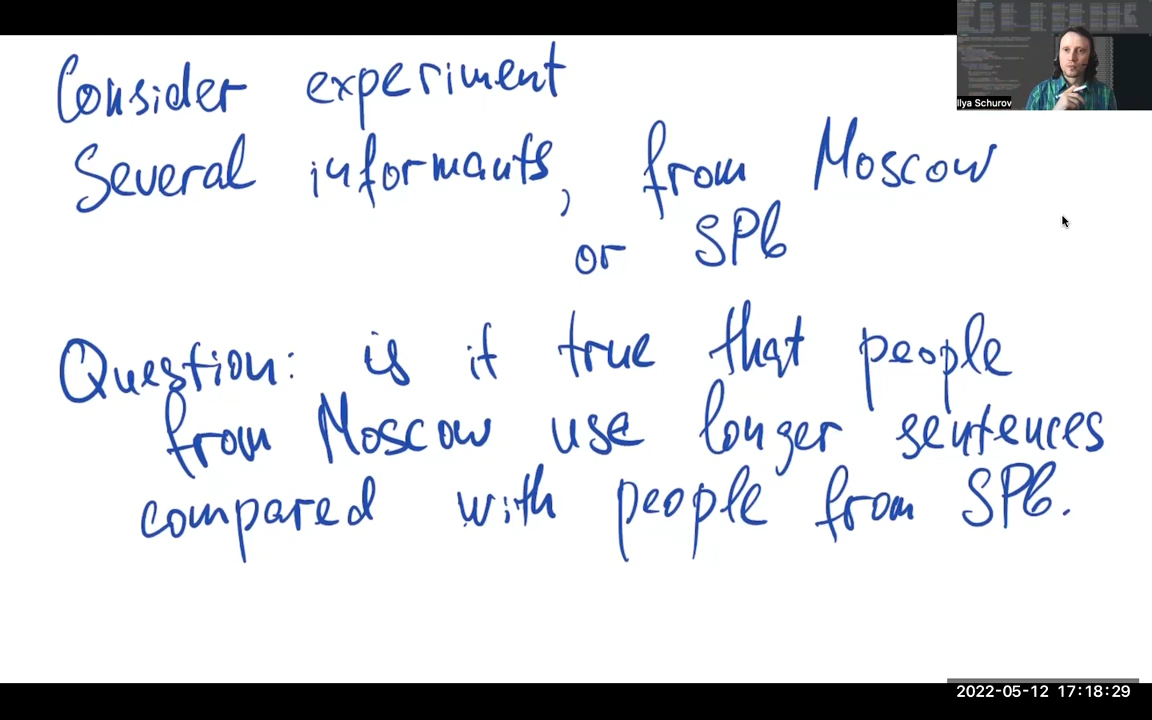 Consider experiment
Several informants, from Moscow
or SPb
Question: is it true that people
from Moscow use longer sentences
compared with people from SPb.
Ilya Schurov
2022-05-12 17:18:29